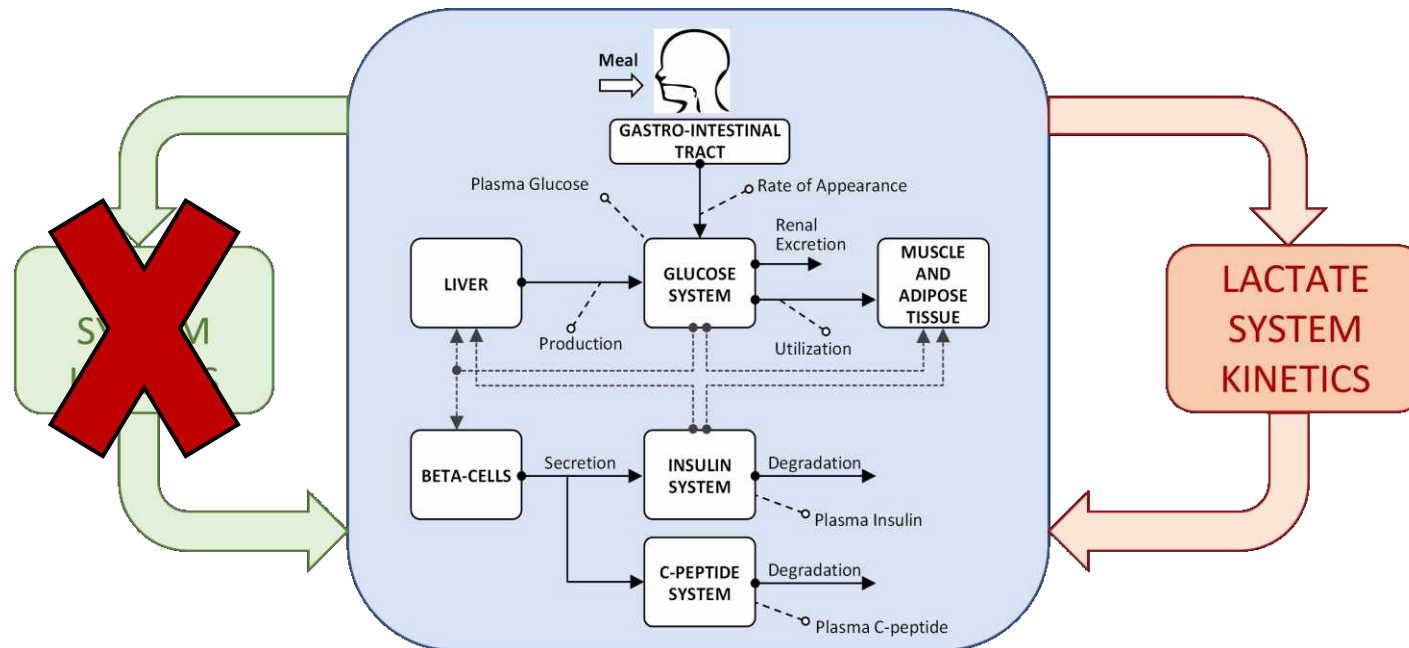 Meal
GASTRO-INTESTINAL
TRACT
Plasma Glucose
Rate of Appearance
Renal
Excretion
LIVER
GLUCOSE
SYSTEM
MUSCLE
AND
ADIPOSE
TISSUE
Production
Utilization
LACTATE
SYSTEM
KINETICS
BETA-CELLS
Secretion
INSULIN
SYSTEM
Degradation
Plasma Insulin
C-PEPTIDE
SYSTEM
Degradation
Plasma C-peptide